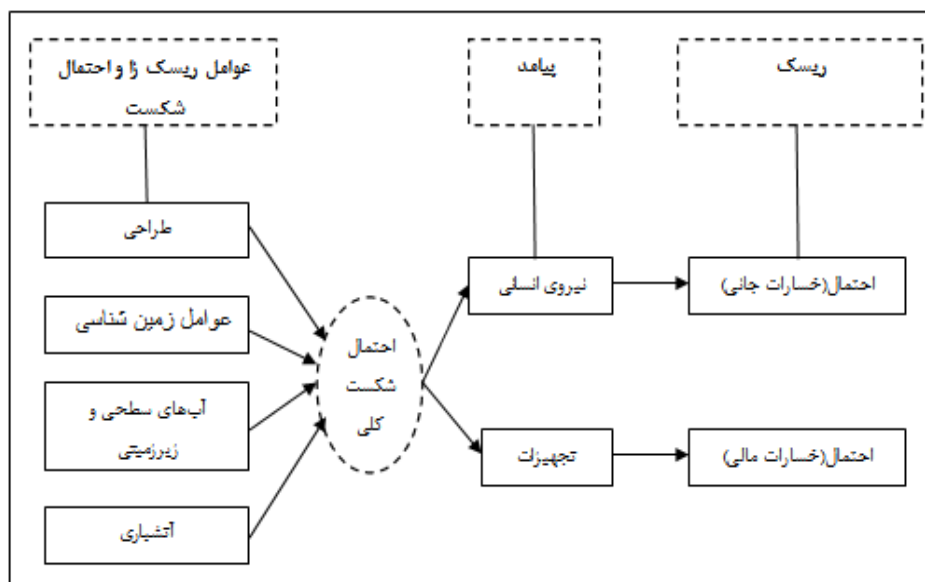 عوامل ریسک زا و احتمال
شکست
پیامد
ریسک
طراحی
عوامل زمین شناسی
آب‌های سطحی و
زیرزمیتی
آتشباری
احتمال
شکست
کلی
نیروی انسانی
تجهیزات
احتمال(خسارات جانی)
احتمال(خسارات مالی)